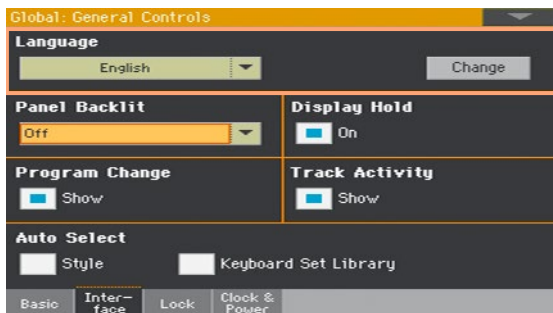 Global: General Controls
Language
English
Change
Panel Backlit
Display Hold
Off
On
Program Change
Track Activity
Show
Show
Auto Select
Style
Keyboard Set Library
Basic
Inter-
face
Lock
Clock &
Power